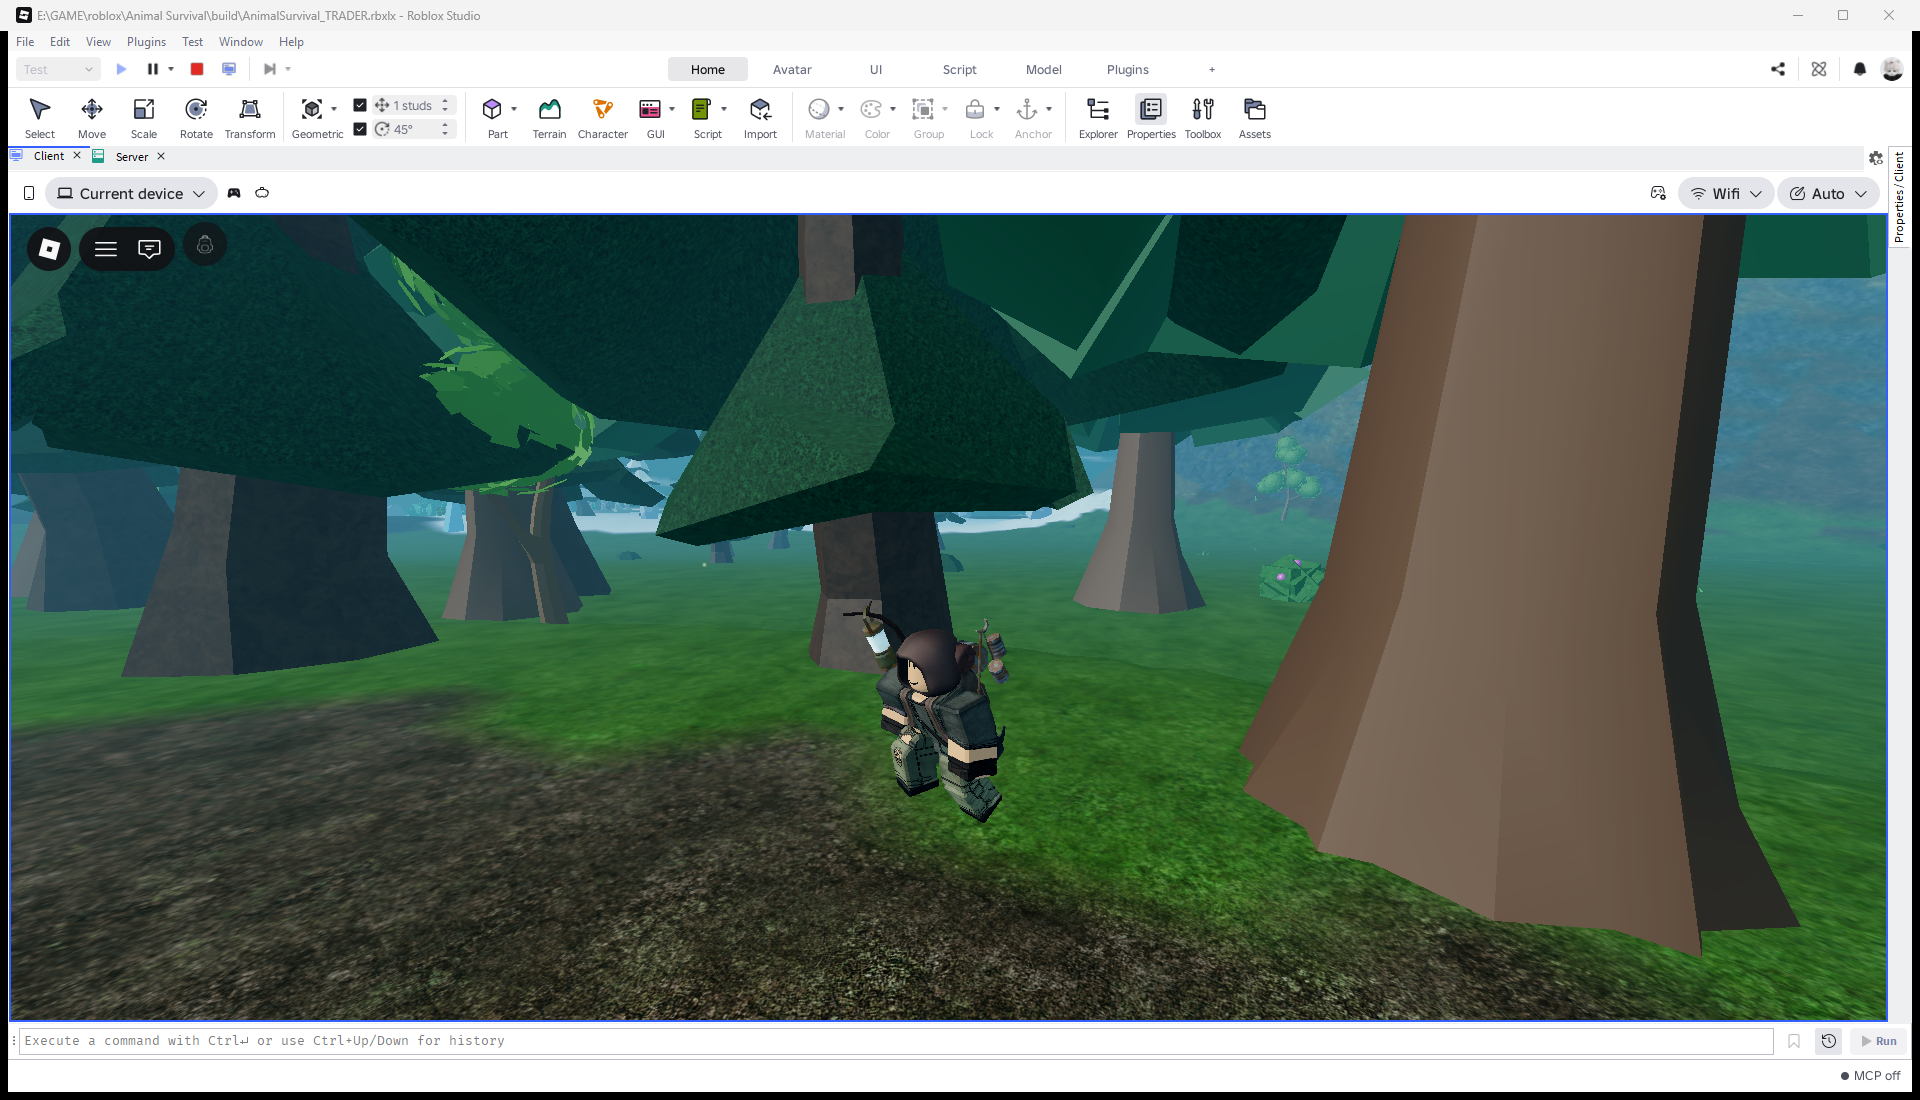 E:\GAME\roblox\Animal Survival\build\AnimalSurvival_TRADER.rbxlx - Roblox Studio
File Edit View Plugins Test Window Help
Test
Home Avatar UI Script Model Plugins +
1 studs
45°
Select Move Scale Rotate Transform Geometric Part Terrain Character GUI Script Import Material Color Group Lock Anchor Explorer Properties Toolbox Assets
Client Server
Properties / Client
Current device
Wifi Auto
Execute a command with Ctrl↵ or use Ctrl+Up/Down for history
Run
MCP off